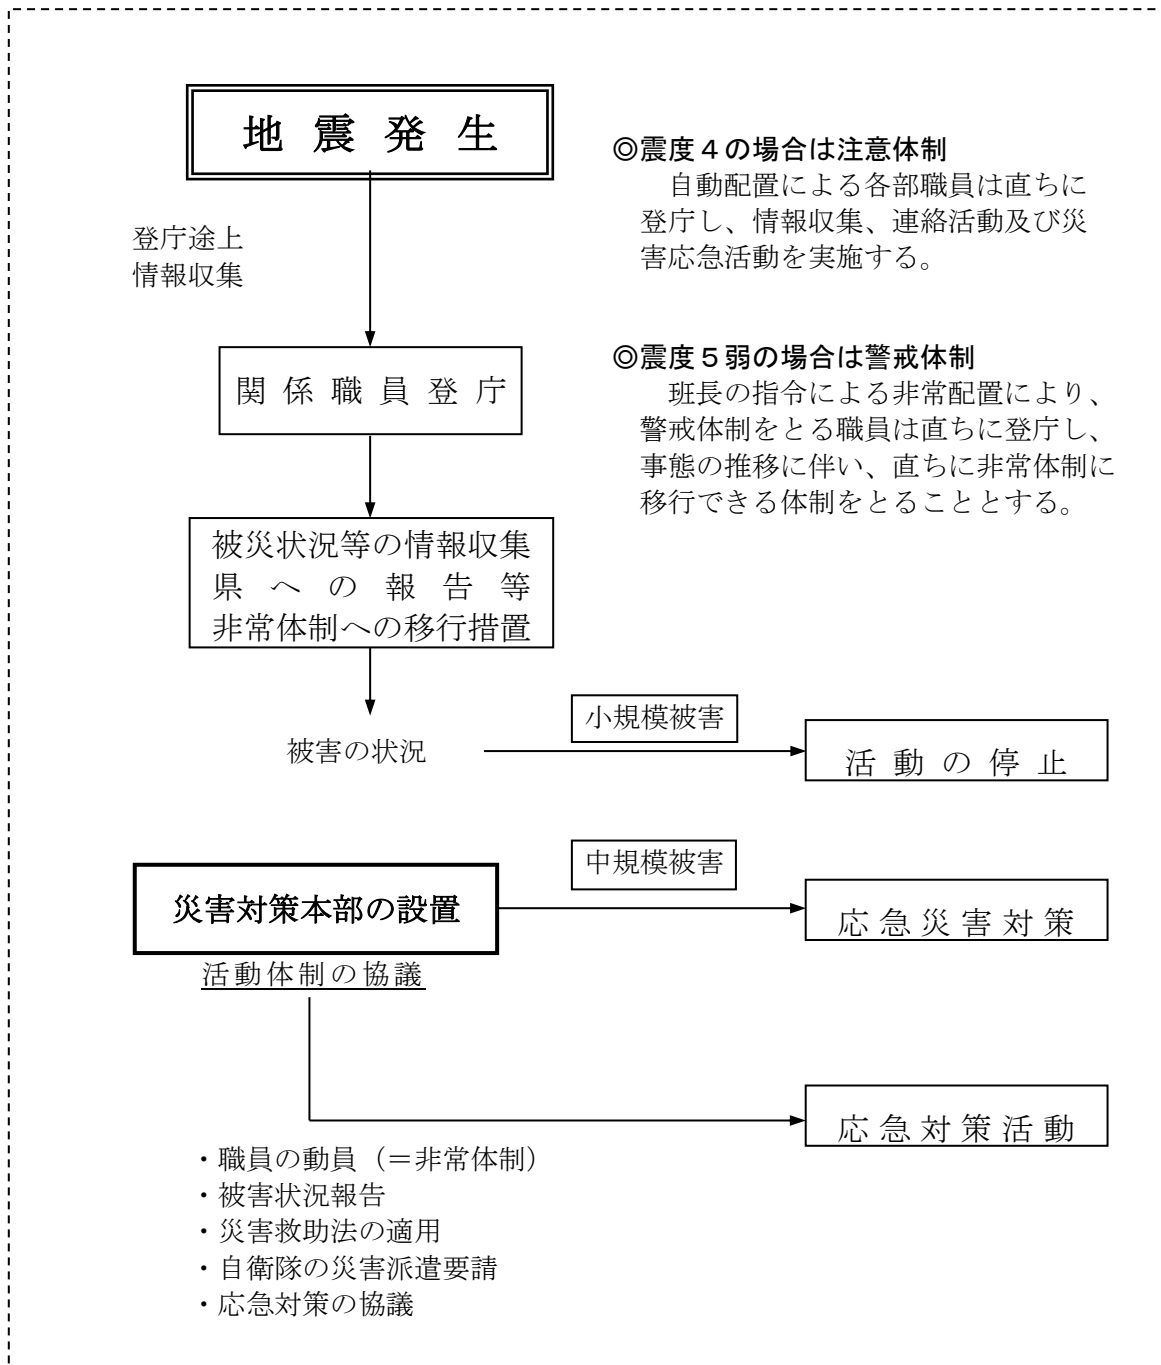 地震発生
◎震度４の場合は注意体制
自動配置による各部職員は直ちに
登庁し、情報収集、連絡活動及び災
害応急活動を実施する。
登庁途上
情報収集
◎震度５弱の場合は警戒体制
班長の指令による非常配置により、
警戒体制をとる職員は直ちに登庁し、
事態の推移に伴い、直ちに非常体制に
移行できる体制をとることとする。
関係職員登庁
被災状況等の情報収集
県への報告等
非常体制への移行措置
小規模被害
被害の状況
活動の停止
中規模被害
災害対策本部の設置
応急災害対策
活動体制の協議
応急対策活動
・職員の動員（＝非常体制）
・被害状況報告
・災害救助法の適用
・自衛隊の災害派遣要請
・応急対策の協議